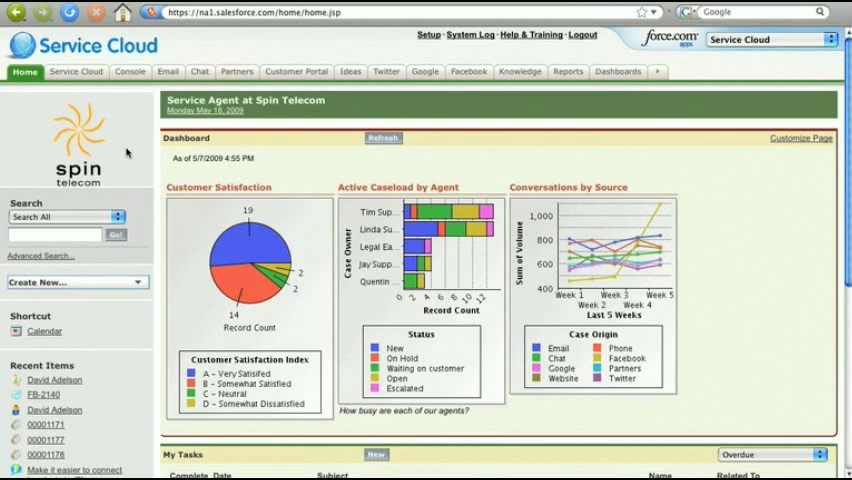 https://na1.salesforce.com/home/home.jsp
Google
Service Cloud
Setup · System Log · Help & Training · Logout
force.com
apps
Service Cloud
Home Service Cloud Console Email Chat Partners Customer Portal Ideas Twitter Google Facebook Knowledge Reports Dashboards
spin
telecom
Search
Search All
Go!
Advanced Search...
Create New...
Shortcut
Calendar
Recent Items
David Adelson
FB-2140
David Adelson
00001171
00001177
00001178
Make it easier to connect
Service Agent at Spin Telecom
Monday May 18, 2009
Dashboard Refresh Customize Page
As of 5/7/2009 4:55 PM
Customer Satisfaction
19
2
2
14
Record Count
Customer Satisfaction Index
A - Very Satisifed
B - Somewhat Satisfied
C - Neutral
D - Somwhat Dissatisfied
Active Caseload by Agent
Case Owner
Tim Sup...
Linda Su...
Legal Ea...
Jay Supp...
Quentin ...
0 2 4 6 8 10 12
Record Count
Status
New
On Hold
Waiting on customer
Open
Escalated
How busy are each of our agents?
Conversations by Source
Sum of Volume
1,000
800
600
400
Week 1 Week 3 Week 5
Week 2 Week 4
Last 5 Weeks
Case Origin
Email Phone
Chat Facebook
Google Partners
Website Twitter
My Tasks New Overdue
Complete Date Subject Name Related To